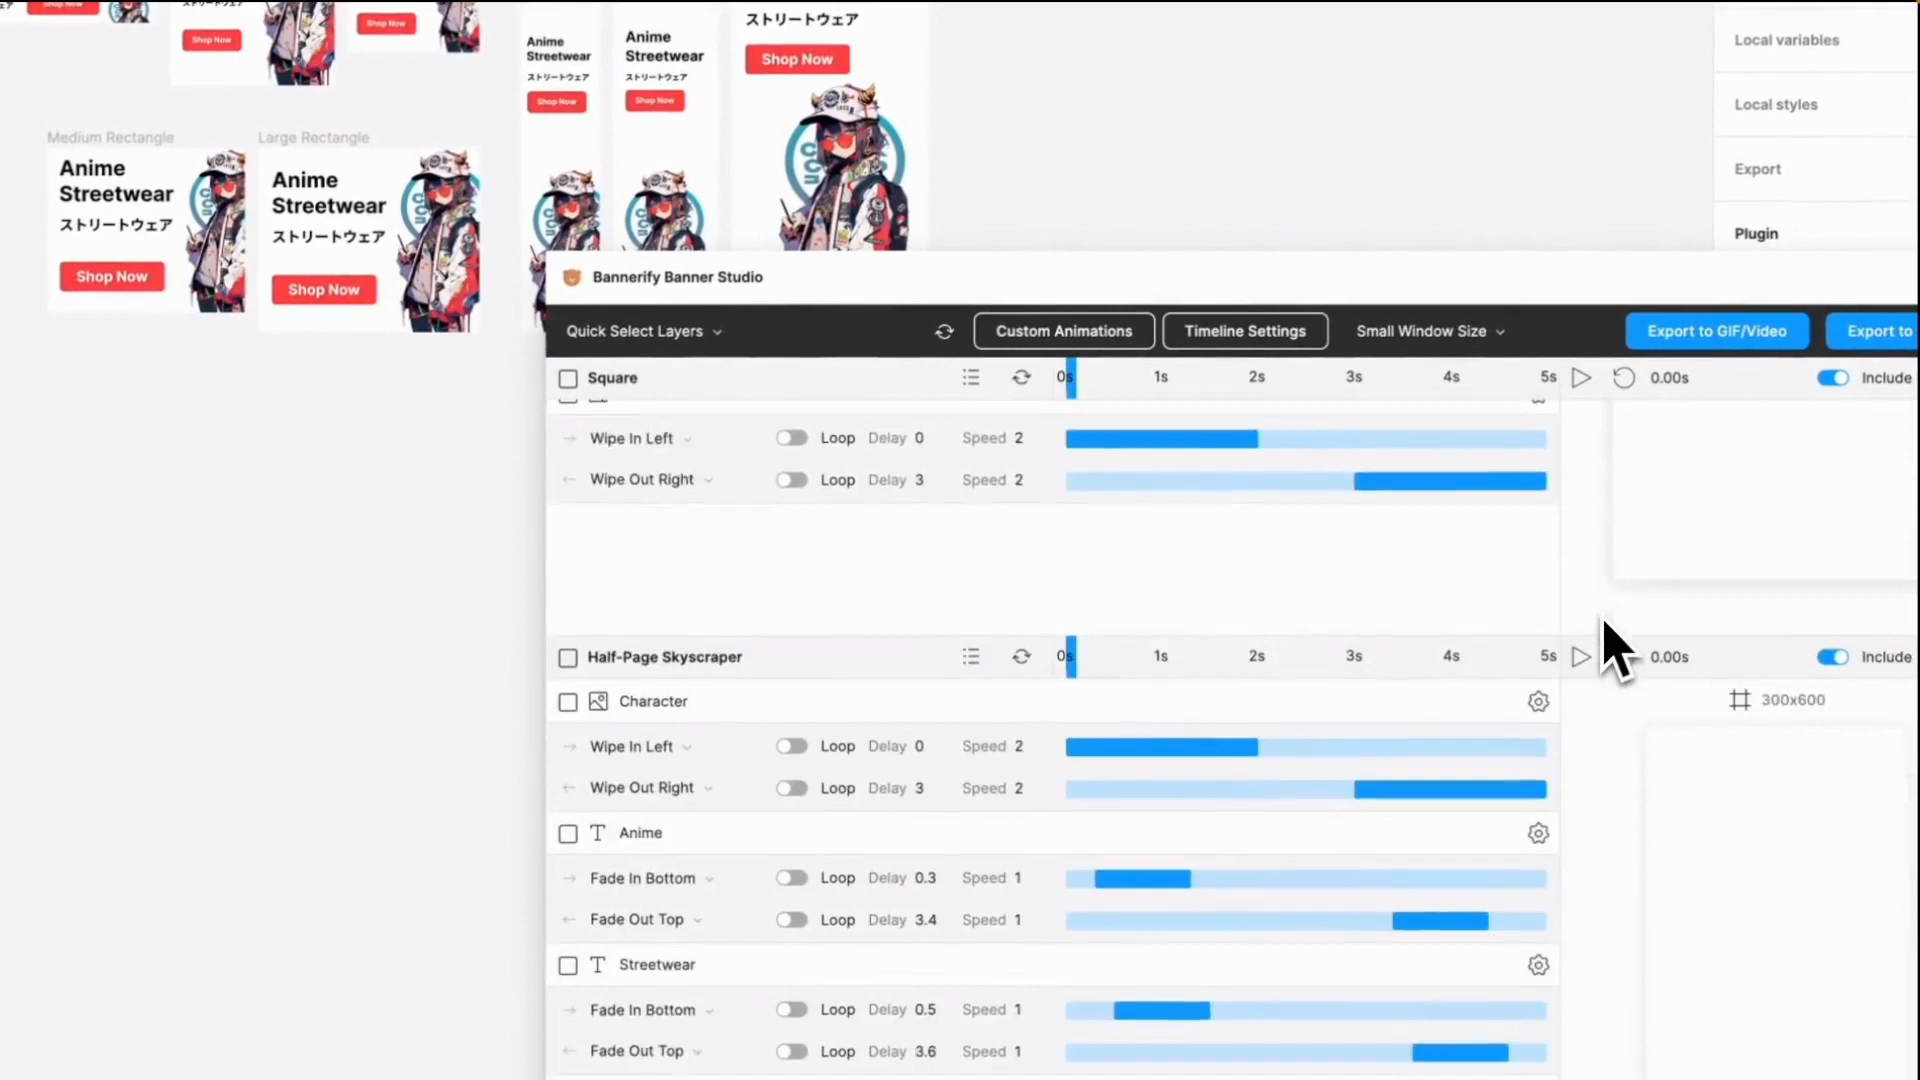 Shop Now
Shop Now
Shop Now
Anime
Streetwear
ストリートウェア
Shop Now
Anime
Streetwear
ストリートウェア
Shop Now
ストリートウェア
Shop Now
Medium Rectangle
Anime
Streetwear
ストリートウェア
Shop Now
Large Rectangle
Anime
Streetwear
ストリートウェア
Shop Now
Local variables
Local styles
Export
Plugin
Bannerify Banner Studio
Quick Select Layers
Custom Animations
Timeline Settings
Small Window Size
Export to GIF/Video
Export to
Square
0s 1s 2s 3s 4s 5s
0.00s
Include
Wipe In Left Loop Delay 0 Speed 2
Wipe Out Right Loop Delay 3 Speed 2
Half-Page Skyscraper
0s 1s 2s 3s 4s 5s
0.00s
Include
Character
300x600
Wipe In Left Loop Delay 0 Speed 2
Wipe Out Right Loop Delay 3 Speed 2
Anime
Fade In Bottom Loop Delay 0.3 Speed 1
Fade Out Top Loop Delay 3.4 Speed 1
Streetwear
Fade In Bottom Loop Delay 0.5 Speed 1
Fade Out Top Loop Delay 3.6 Speed 1